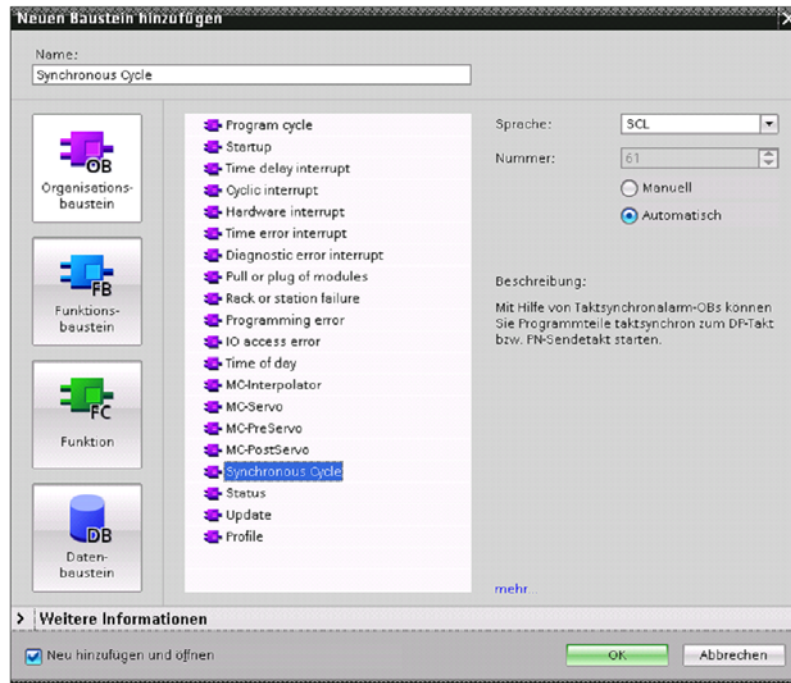 Neuen Baustein hinzufügen
Name:
Synchronous Cycle
OB
Organisations-
baustein
FB
Funktions-
baustein
FC
Funktion
DB
Daten-
baustein
Program cycle
Startup
Time delay interrupt
Cyclic interrupt
Hardware interrupt
Time error interrupt
Diagnostic error interrupt
Pull or plug of modules
Rack or station failure
Programming error
IO access error
Time of day
MC-Interpolator
MC-Servo
MC-PreServo
MC-PostServo
Synchronous Cycle
Status
Update
Profile
Sprache:
SCL
Nummer:
61
Manuell
Automatisch
Beschreibung:
Mit Hilfe von Taktsynchronalarm-OBs können
Sie Programmteile taktsynchron zum DP-Takt
bzw. PN-Sendetakt starten.
mehr...
Weitere Informationen
Neu hinzufügen und öffnen
OK
Abbrechen